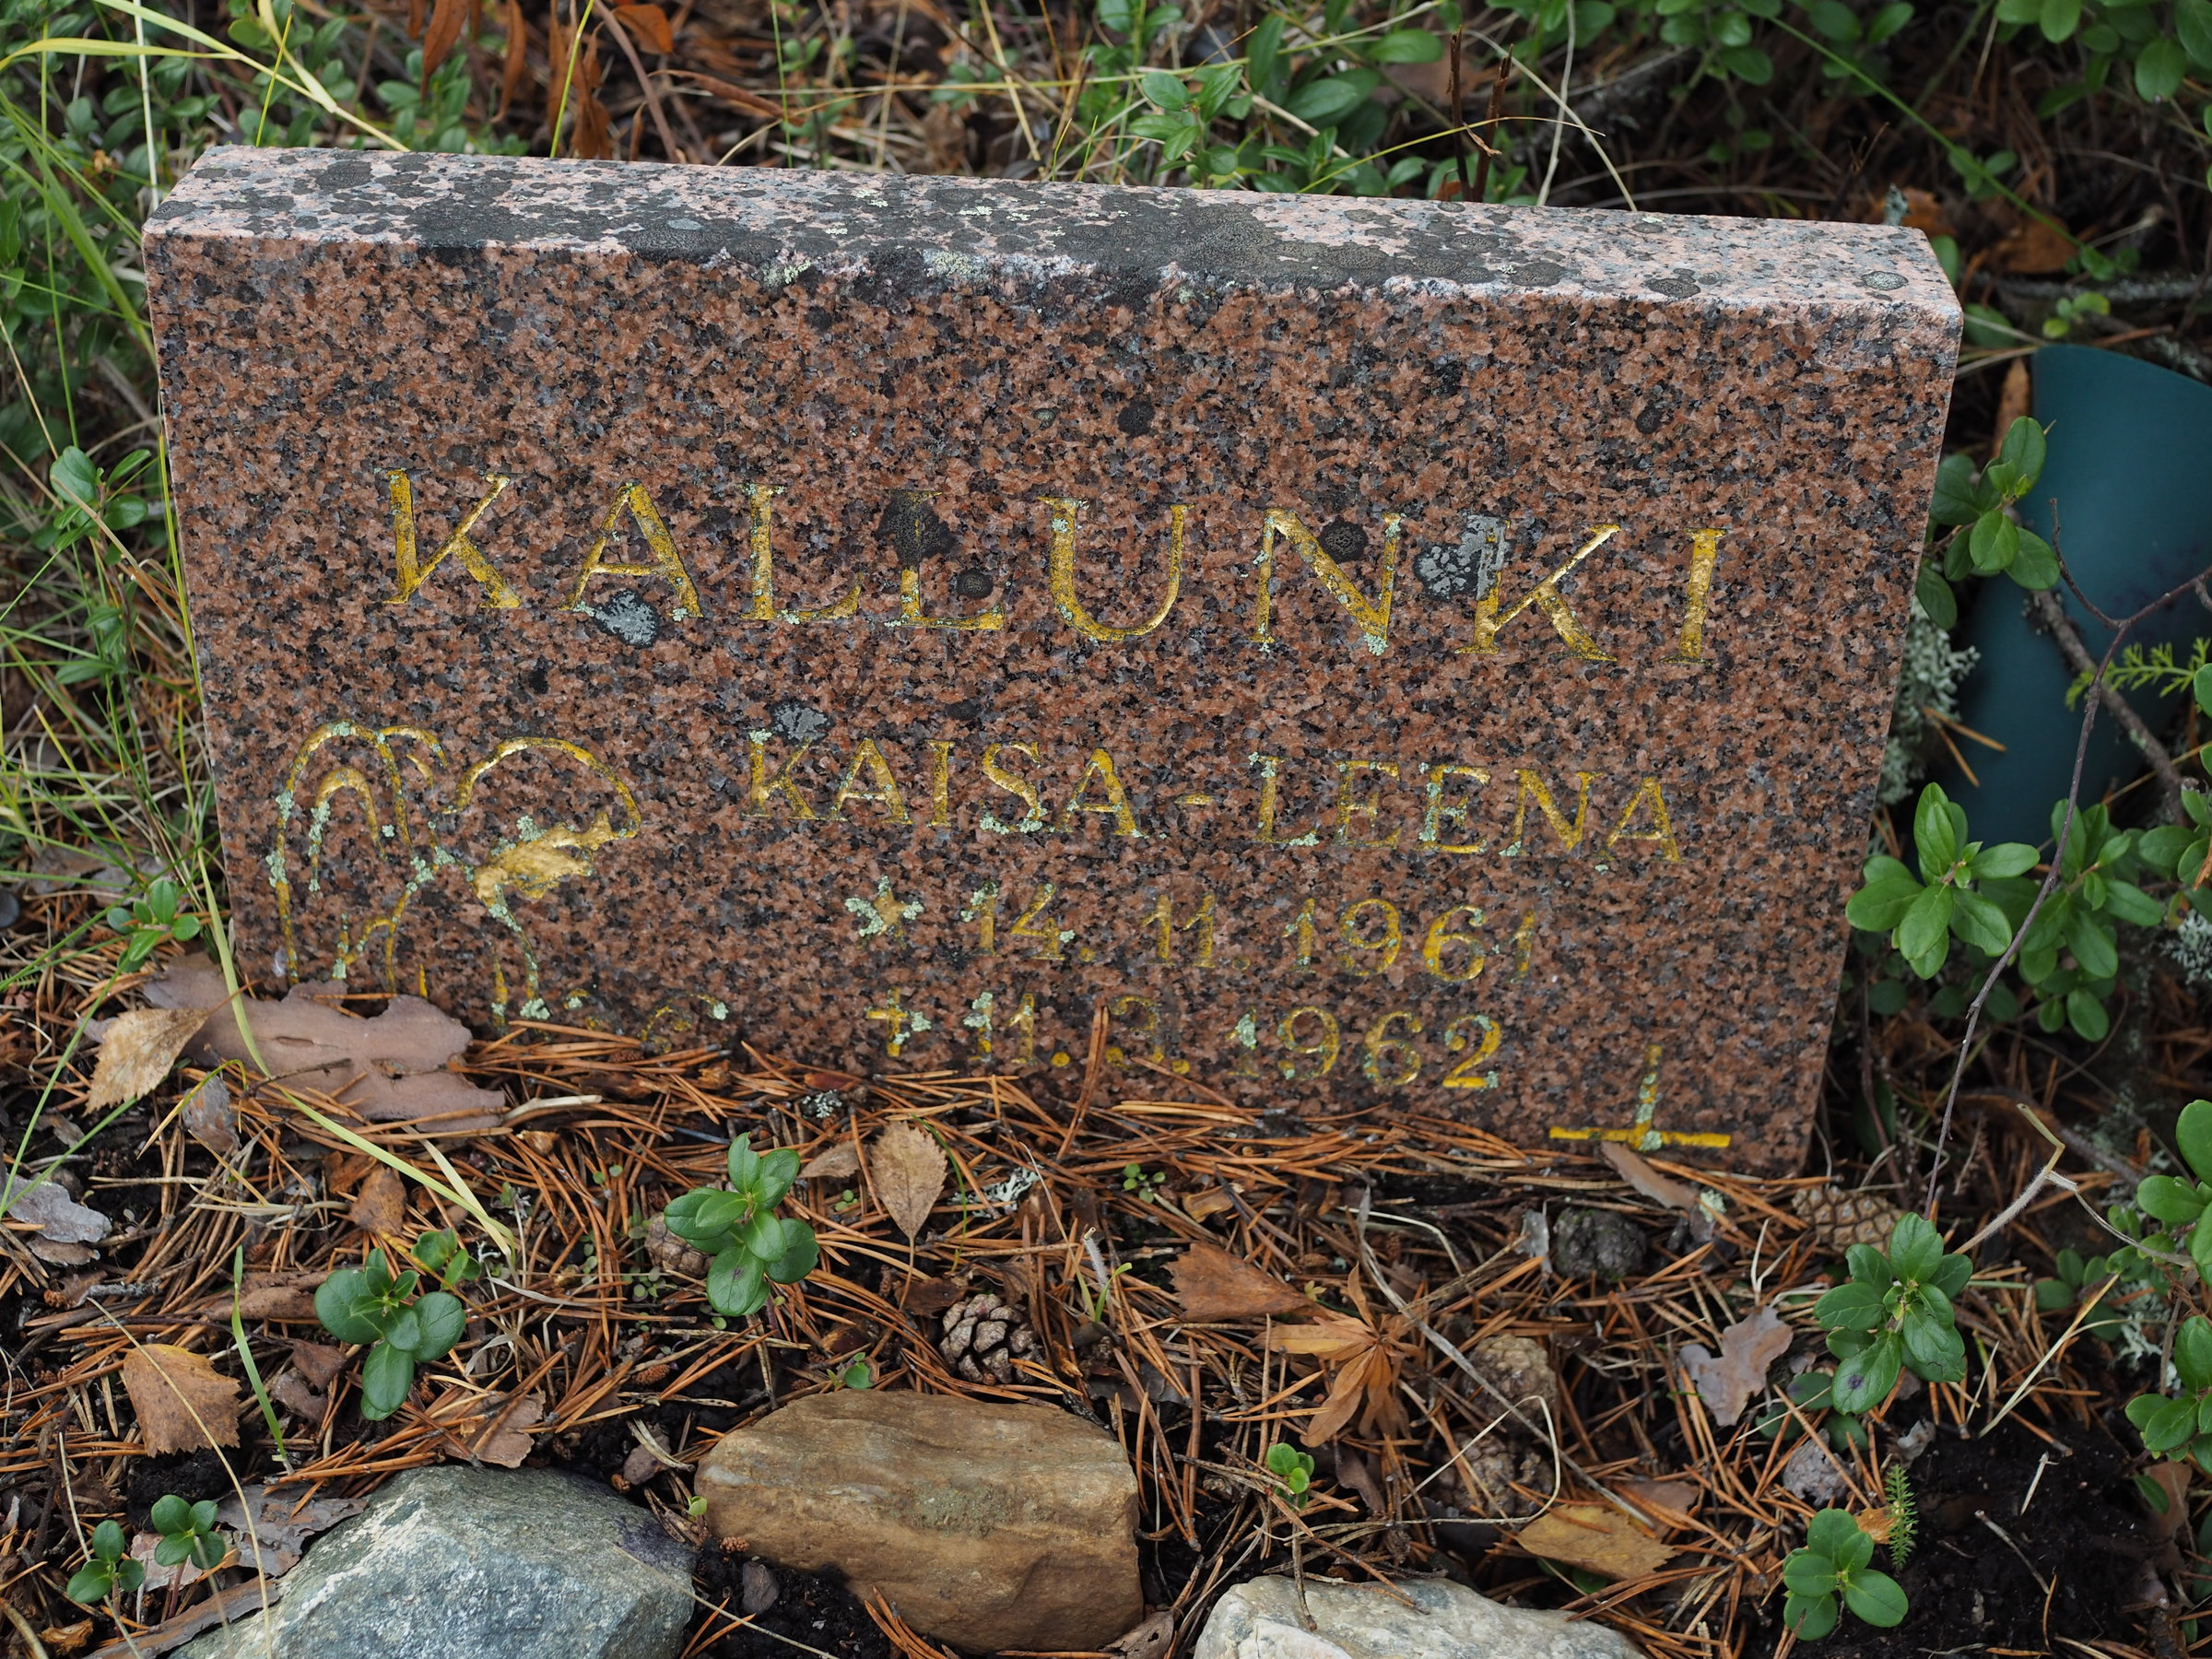 KALLUNKI
KAISA-LEENA
14. 11. 1961
1962